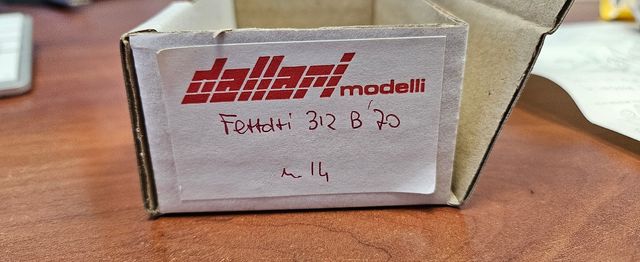 dallari modelli
Ferrari 312 B '70
n. 14